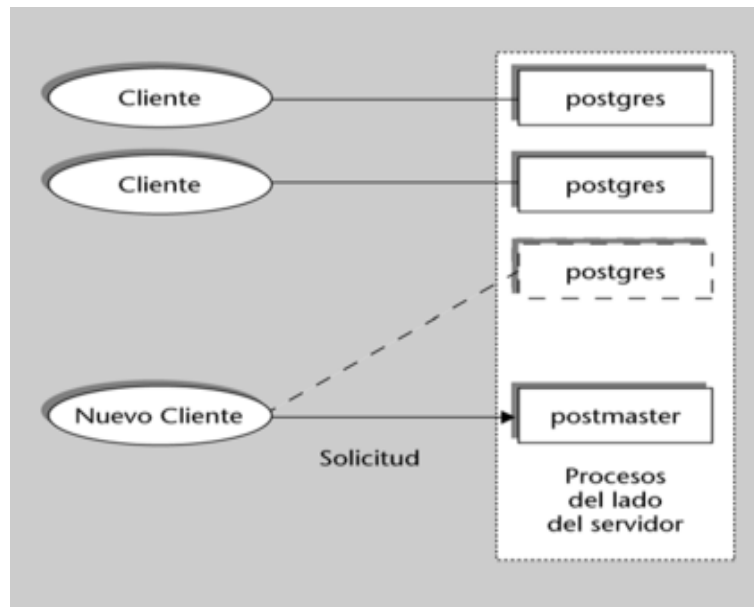 Cliente
postgres
Cliente
postgres
postgres
Nuevo Cliente
postmaster
Solicitud
Procesos
del lado
del servidor